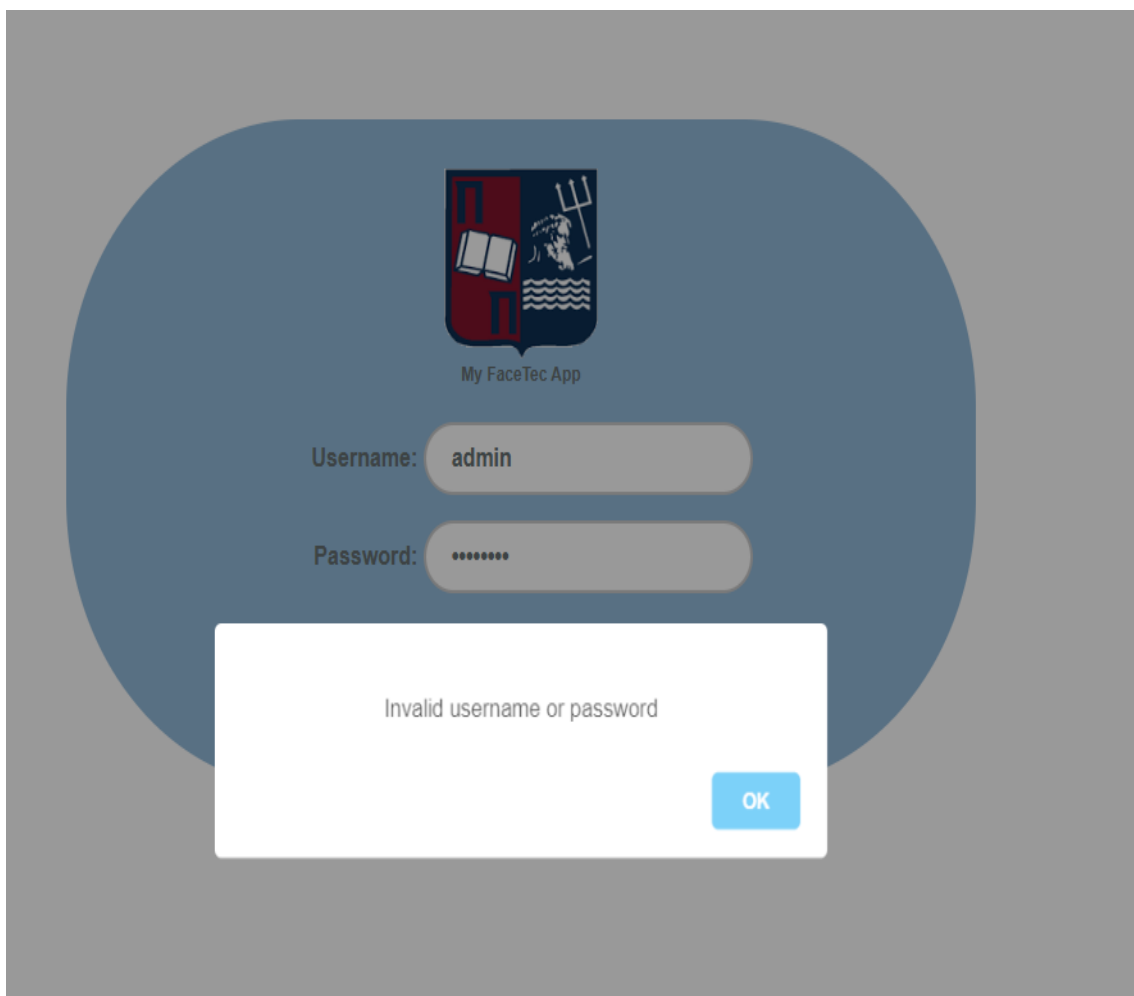 My FaceTec App
Username: admin
Password: ••••••••
Invalid username or password
OK